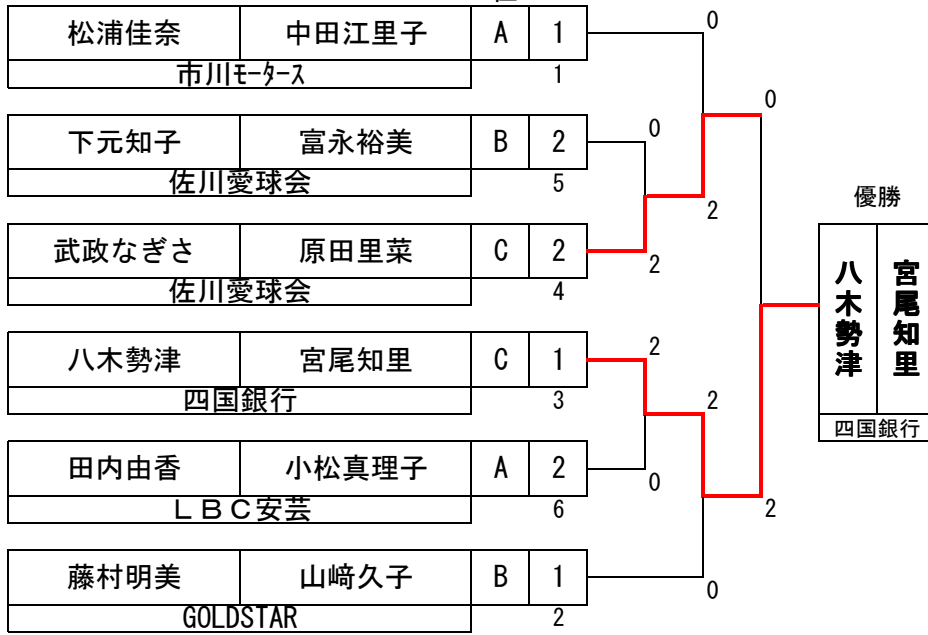 松浦佳奈 中田江里子 A 1
市川ﾓｰﾀｰｽ 1
下元知子 富永裕美 B 2
佐川愛球会 5
武政なぎさ 原田里菜 C 2
佐川愛球会 4
八木勢津 宮尾知里 C 1
四国銀行 3
田内由香 小松真理子 A 2
ＬＢＣ安芸 6
藤村明美 山﨑久子 B 1
GOLDSTAR 2
0
0
2
2
2
0
2
0
0
2
優勝
八木勢津
宮尾知里
四国銀行